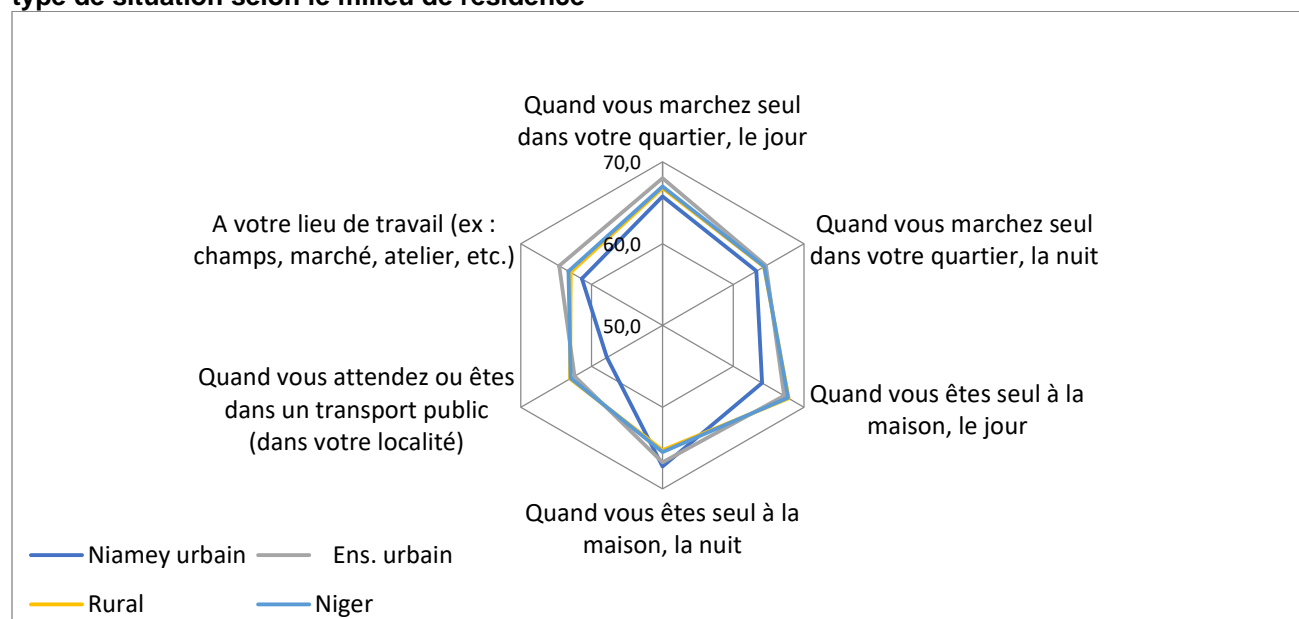 type de situation selon le milieu de résidence
Quand vous marchez seul
dans votre quartier, le jour
70,0
A votre lieu de travail (ex :
champs, marché, atelier, etc.)
Quand vous marchez seul
dans votre quartier, la nuit
60,0
50,0
Quand vous attendez ou êtes
dans un transport public
(dans votre localité)
Quand vous êtes seul à la
maison, le jour
Quand vous êtes seul à la
maison, la nuit
Niamey urbain
Ens. urbain
Rural
Niger